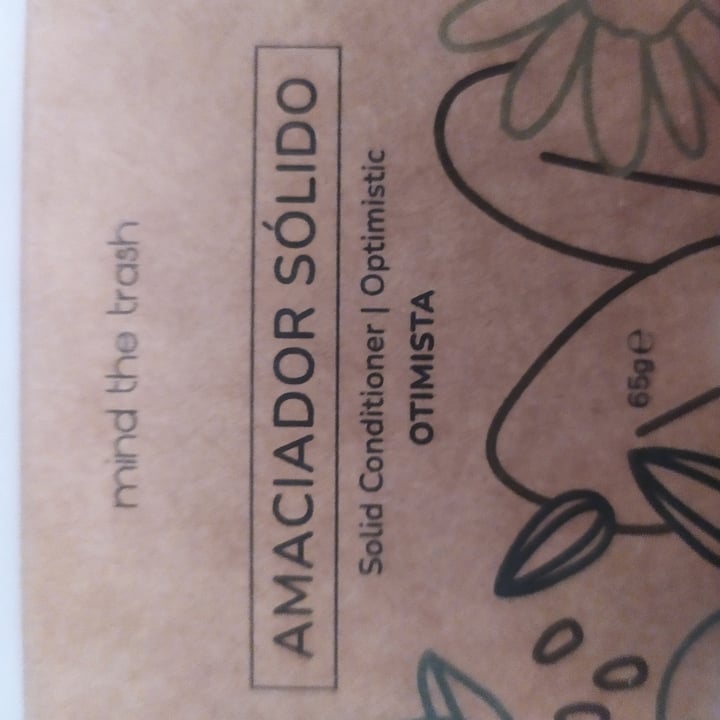 mind the trash
AMACIADOR SÓLIDO
Solid Conditioner | Optimistic
OTIMISTA
65g ℮